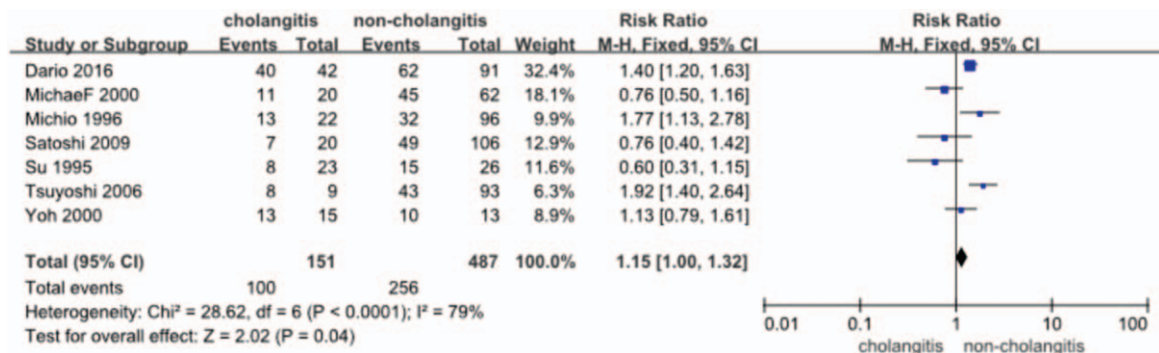 cholangitis non-cholangitis Risk Ratio Risk Ratio
Study or Subgroup Events Total Events Total Weight M-H, Fixed, 95% CI M-H, Fixed, 95% CI
Dario 2016 40 42 62 91 32.4% 1.40 [1.20, 1.63]
MichaeF 2000 11 20 45 62 18.1% 0.76 [0.50, 1.16]
Michio 1996 13 22 32 96 9.9% 1.77 [1.13, 2.78]
Satoshi 2009 7 20 49 106 12.9% 0.76 [0.40, 1.42]
Su 1995 8 23 15 26 11.6% 0.60 [0.31, 1.15]
Tsuyoshi 2006 8 9 43 93 6.3% 1.92 [1.40, 2.64]
Yoh 2000 13 15 10 13 8.9% 1.13 [0.79, 1.61]
Total (95% CI) 151 487 100.0% 1.15 [1.00, 1.32]
Total events 100 256
Heterogeneity: Chi² = 28.62, df = 6 (P < 0.0001); I² = 79%
Test for overall effect: Z = 2.02 (P = 0.04)
0.01 0.1 1 10 100
cholangitis non-cholangitis